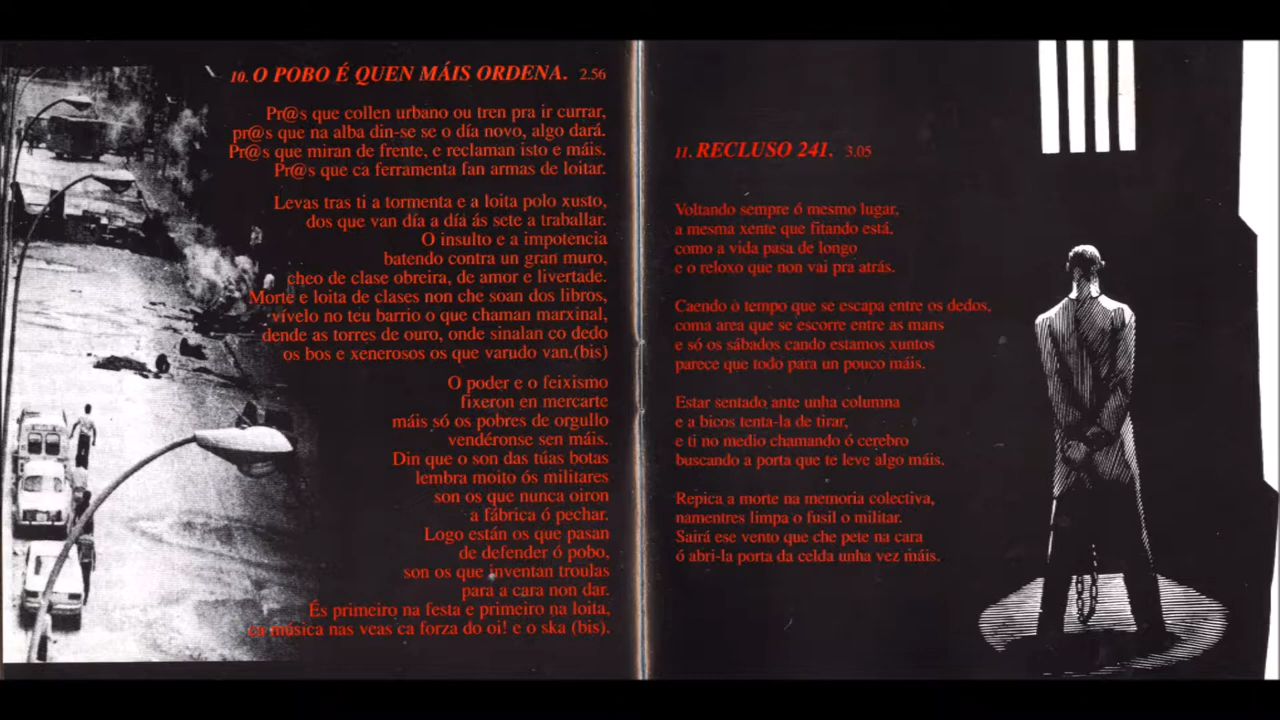 10. O POBO É QUEN MÁIS ORDENA. 2.56
Pr@s que collen urbano ou tren pra ir currar,
pr@s que na alba din-se se o día novo, algo dará.
Pr@s que miran de frente, e reclaman isto e máis.
Pr@s que ca ferramenta fan armas de loitar.
Levas tras ti a tormenta e a loita polo xusto,
dos que van día a día ás sete a traballar.
O insulto e a impotencia
batendo contra un gran muro,
cheo de clase obreira, de amor e livertade.
Morte e loita de clases non che soan dos libros,
vívelo no teu barrio o que chaman marxinal,
dende as torres de ouro, onde sinalan co dedo
os bos e xenerosos os que varudo van.(bis)
O poder e o feixismo
fixeron en mercarte
máis só os pobres de orgullo
vendéronse sen máis.
Din que o son das túas botas
lembra moito ós militares
son os que nunca oiron
a fábrica ó pechar.
Logo están os que pasan
de defender ó pobo,
son os que inventan troulas
para a cara non dar.
És primeiro na festa e primeiro na loita,
ca música nas veas ca forza do oi! e o ska (bis).
11. RECLUSO 241. 3.05
Voltando sempre ó mesmo lugar,
a mesma xente que fitando está,
como a vida pasa de longo
e o reloxo que non vai pra atrás.
Caendo o tempo que se escapa entre os dedos,
coma area que se escorre entre as mans
e só os sábados cando estamos xuntos
parece que todo para un pouco máis.
Estar sentado ante unha columna
e a bicos tenta-la de tirar,
e ti no medio chamando ó cerebro
buscando a porta que te leve algo máis.
Repica a morte na memoria colectiva,
namentres limpa o fusil o militar.
Sairá ese vento que che pete na cara
ó abri-la porta da celda unha vez máis.